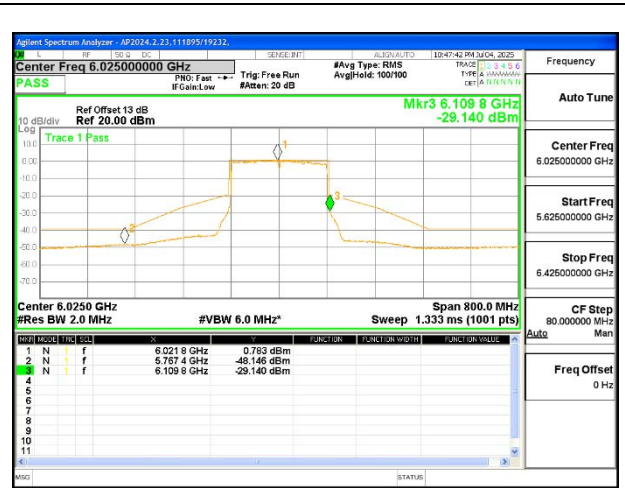 Agilent Spectrum Analyzer - AP2024.2.23,111895/19232,
L RF 50 Ω DC SENSE:INT ALIGN AUTO 10:47:42 PM Jul 04, 2025
Center Freq 6.025000000 GHz
#Avg Type: RMS
TRACE 1 2 3 4 5 6
PASS
PNO: Fast
IFGain:Low
Trig: Free Run
#Atten: 20 dB
Avg|Hold: 100/100
TYPE A
DET A N N N N N
Frequency
Auto Tune
Ref Offset 13 dB
Mkr3 6.109 8 GHz
10 dB/div Ref 20.00 dBm -29.140 dBm
Log
Trace 1 Pass
10.0
0.00
-10.0
-20.0
-30.0
-40.0
-50.0
-60.0
-70.0
1
2
3
Center Freq
6.025000000 GHz
Start Freq
5.625000000 GHz
Stop Freq
6.425000000 GHz
Center 6.0250 GHz Span 800.0 MHz
#Res BW 2.0 MHz #VBW 6.0 MHz* Sweep 1.333 ms (1001 pts)
CF Step
80.000000 MHz
Auto Man
MKR MODE TRC SCL X Y FUNCTION FUNCTION WIDTH FUNCTION VALUE
1 N 1 f 6.021 8 GHz 0.783 dBm
2 N 1 f 5.767 4 GHz -48.146 dBm
3 N 1 f 6.109 8 GHz -29.140 dBm
4
5
6
7
8
9
10
11
Freq Offset
0 Hz
MSG STATUS